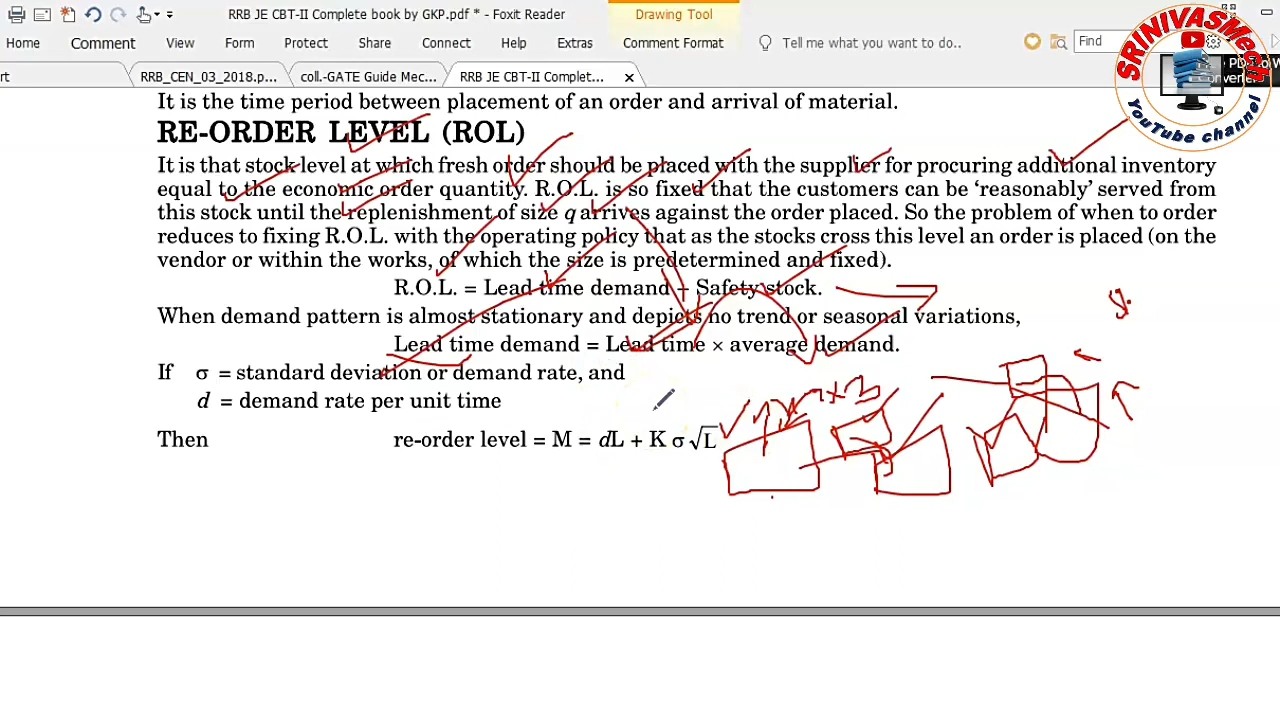 RRB JE CBT-II Complete book by GKP.pdf * - Foxit Reader
Drawing Tool
Home Comment View Form Protect Share Connect Help Extras Comment Format Tell me what you want to do.. Find
RRB_CEN_03_2018.p... coll.-GATE Guide Mec... RRB JE CBT-II Complet...
SRINIVASMech
YouTube channel
It is the time period between placement of an order and arrival of material.
RE-ORDER LEVEL (ROL)
It is that stock level at which fresh order should be placed with the supplier for procuring additional inventory
equal to the economic order quantity. R.O.L. is so fixed that the customers can be ‘reasonably’ served from
this stock until the replenishment of size q arrives against the order placed. So the problem of when to order
reduces to fixing R.O.L. with the operating policy that as the stocks cross this level an order is placed (on the
vendor or within the works, of which the size is predetermined and fixed).
R.O.L. = Lead time demand + Safety stock.
When demand pattern is almost stationary and depicts no trend or seasonal variations,
Lead time demand = Lead time × average demand.
If σ = standard deviation or demand rate, and
d = demand rate per unit time
Then re-order level = M = dL + K σ √L